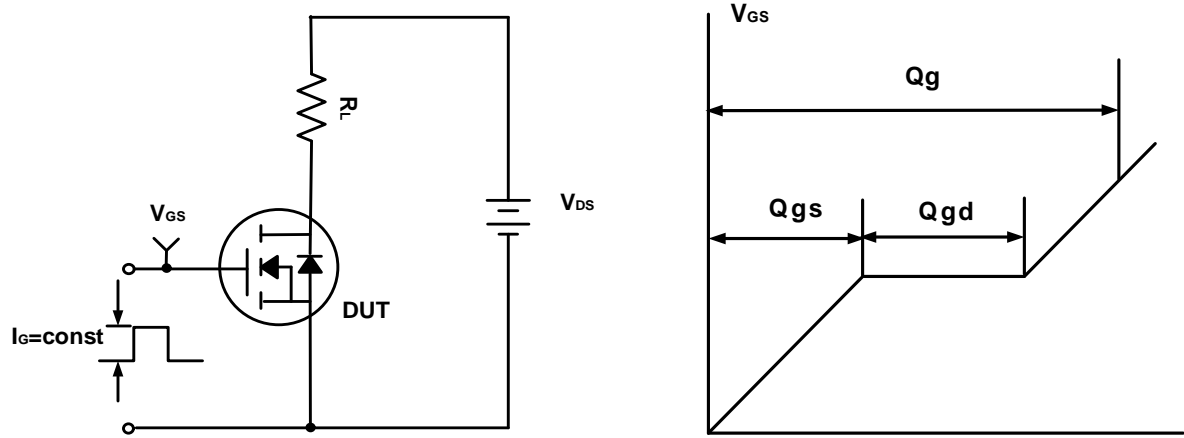 RL
VGS
VDS
DUT
IG=const
VGS
Qg
Qgs
Qgd